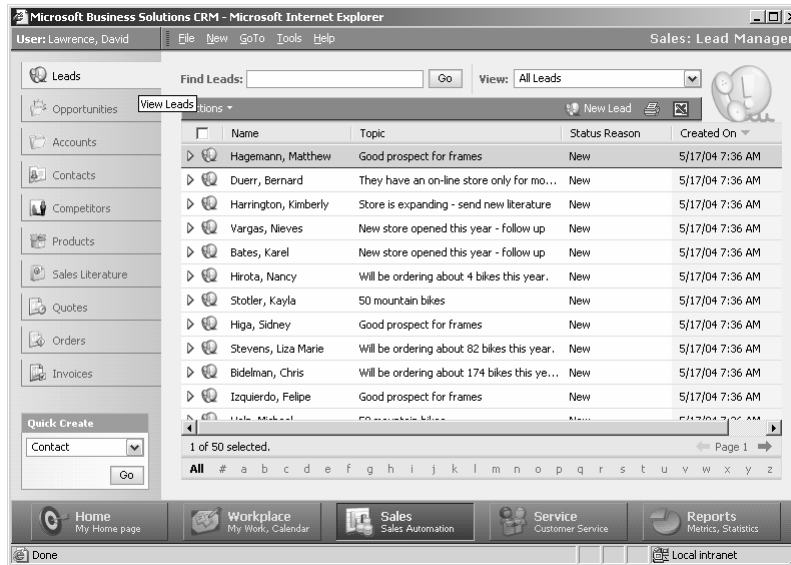 Microsoft Business Solutions CRM - Microsoft Internet Explorer
User: Lawrence, David File New GoTo Tools Help Sales: Lead Manager
Leads
Opportunities
View Leads
Accounts
Contacts
Competitors
Products
Sales Literature
Quotes
Orders
Invoices
Quick Create
Contact
Go
Find Leads: Go View: All Leads
New Lead
Name Topic Status Reason Created On
Hagemann, Matthew Good prospect for frames New 5/17/04 7:36 AM
Duerr, Bernard They have an on-line store only for mo... New 5/17/04 7:36 AM
Harrington, Kimberly Store is expanding - send new literature New 5/17/04 7:36 AM
Vargas, Nieves New store opened this year - follow up New 5/17/04 7:36 AM
Bates, Karel New store opened this year - follow up New 5/17/04 7:36 AM
Hirota, Nancy Will be ordering about 4 bikes this year. New 5/17/04 7:36 AM
Stotler, Kayla 50 mountain bikes New 5/17/04 7:36 AM
Higa, Sidney Good prospect for frames New 5/17/04 7:36 AM
Stevens, Liza Marie Will be ordering about 82 bikes this year. New 5/17/04 7:36 AM
Bidelman, Chris Will be ordering about 174 bikes this ye... New 5/17/04 7:36 AM
Izquierdo, Felipe Good prospect for frames New 5/17/04 7:36 AM
1 of 50 selected. Page 1
All # a b c d e f g h i j k l m n o p q r s t u v w x y z
Home
My Home page
Workplace
My Work, Calendar
Sales
Sales Automation
Service
Customer Service
Reports
Metrics, Statistics
Done Local intranet